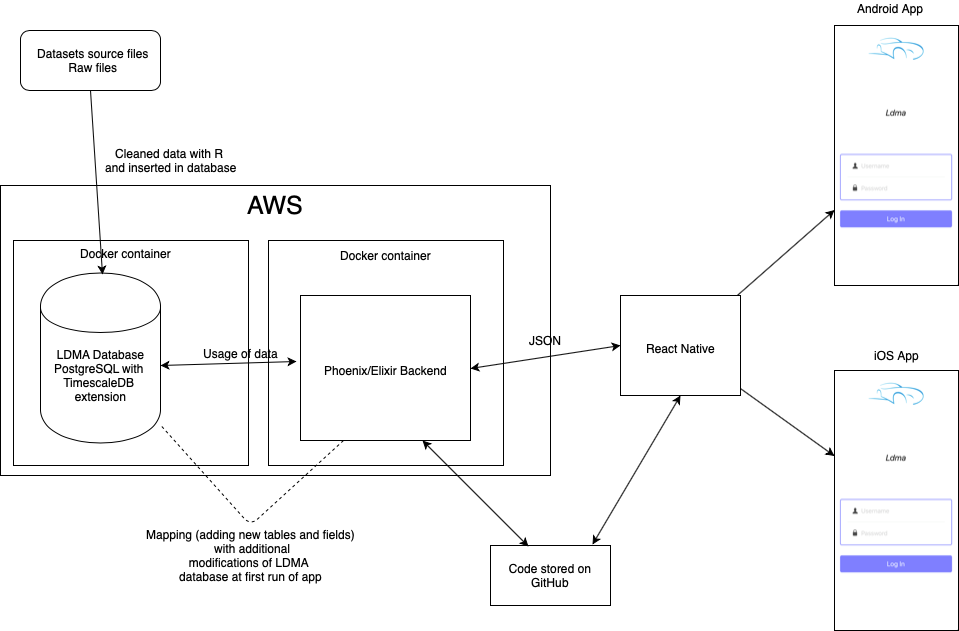 Android App
Datasets source files
Raw files
Ldma
Cleaned data with R
and inserted in database
Username
Password
Log In
AWS
Docker container
Docker container
LDMA Database
PostgreSQL with
TimescaleDB
extension
Usage of data
Phoenix/Elixir Backend
JSON
React Native
iOS App
Ldma
Username
Password
Log In
Mapping (adding new tables and fields)
with additional
modifications of LDMA
database at first run of app
Code stored on
GitHub